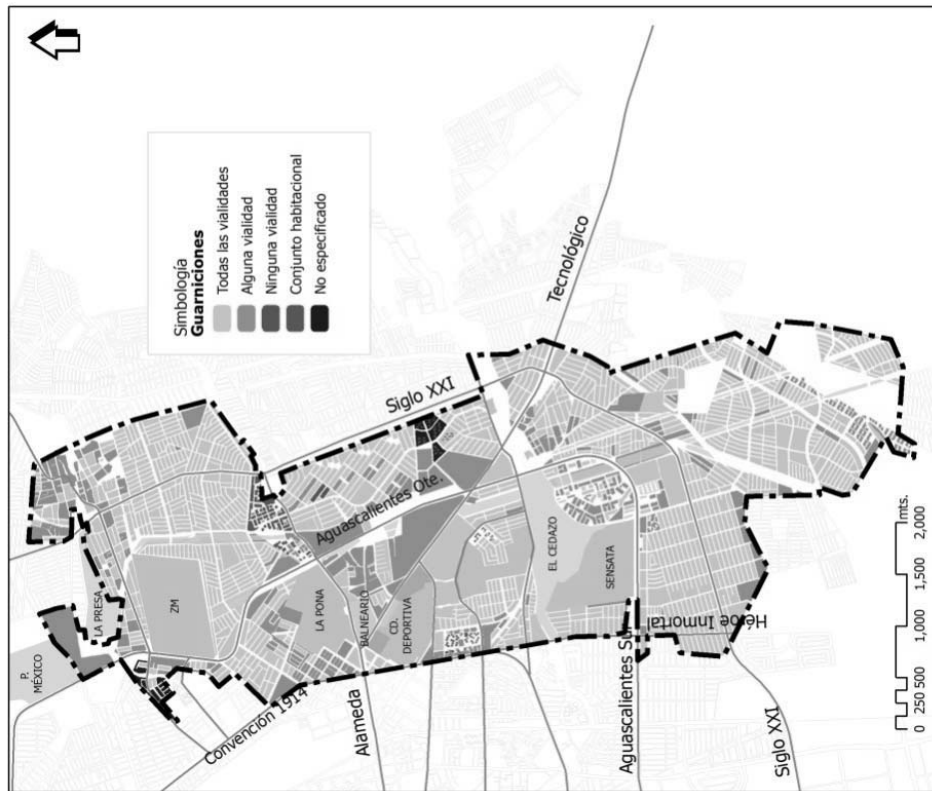 Simbología
Guarniciones
Todas las vialidades
Alguna vialidad
Ninguna vialidad
Conjunto habitacional
No especificado
P. MÉXICO
LA PRESA
ZM
Convención 1914
LA PONA
Aguascalientes Ote.
Siglo XXI
BALNEARIO
Alameda
CD. DEPORTIVA
Tecnológico
EL CEDAZO
SENSATA
Aguascalientes Sur
Héroe Inmortal
Siglo XXI
0 250 500 1,000 1,500 2,000 mts.